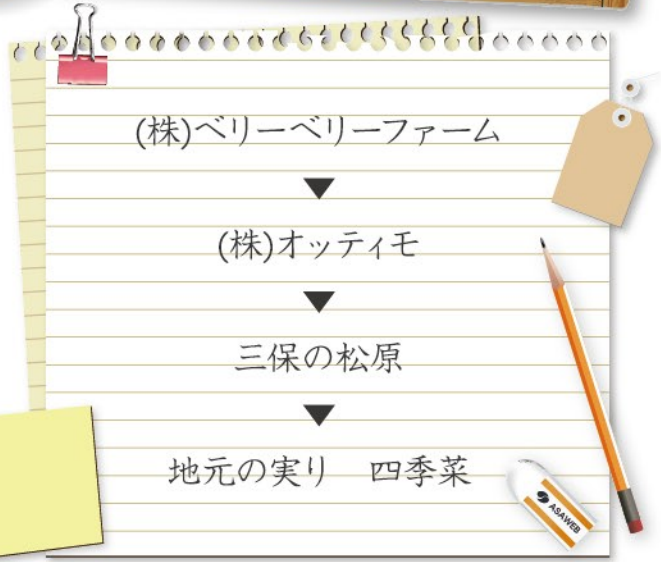 (株)ベリーベリーファーム
▼
(株)オッティモ
▼
三保の松原
▼
地元の実り　四季菜
ASAWEB